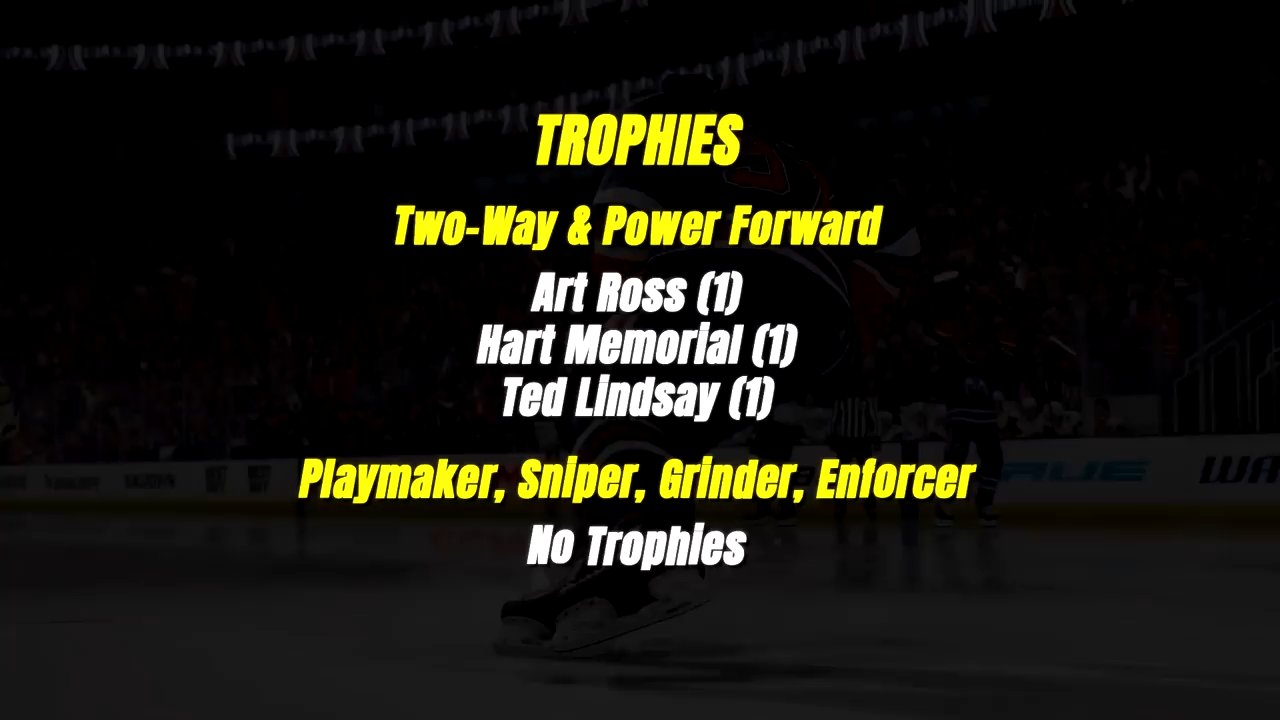 TROPHIES
Two-Way & Power Forward
Art Ross (1)
Hart Memorial (1)
Ted Lindsay (1)
Playmaker, Sniper, Grinder, Enforcer
No Trophies